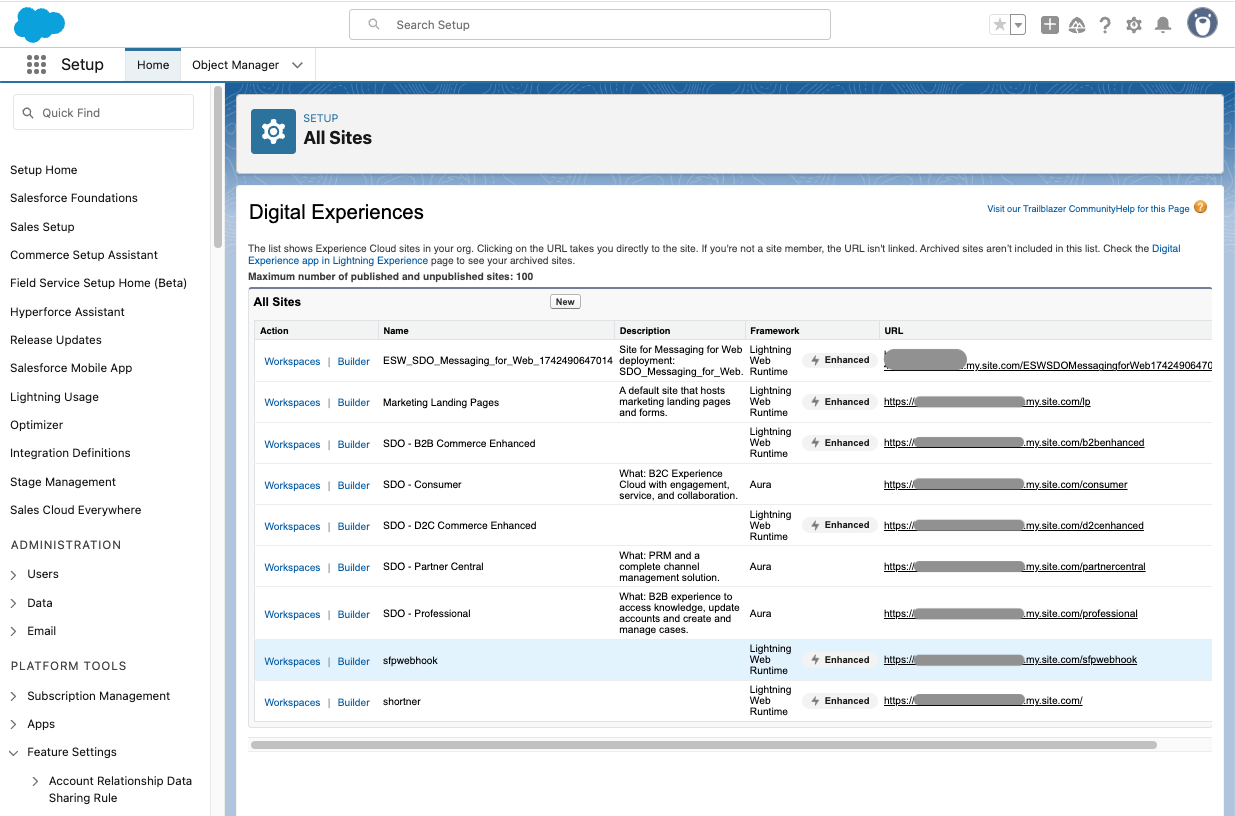 Search Setup
Setup
Home
Object Manager
Quick Find
Setup Home
Salesforce Foundations
Sales Setup
Commerce Setup Assistant
Field Service Setup Home (Beta)
Hyperforce Assistant
Release Updates
Salesforce Mobile App
Lightning Usage
Optimizer
Integration Definitions
Stage Management
Sales Cloud Everywhere
ADMINISTRATION
Users
Data
Email
PLATFORM TOOLS
Subscription Management
Apps
Feature Settings
Account Relationship Data
Sharing Rule
SETUP
All Sites
Digital Experiences
Visit our Trailblazer Community Help for this Page ?
The list shows Experience Cloud sites in your org. Clicking on the URL takes you directly to the site. If you're not a site member, the URL isn't linked. Archived sites aren't included in this list. Check the Digital
Experience app in Lightning Experience page to see your archived sites.
Maximum number of published and unpublished sites: 100
All Sites
New
Action Name Description Framework URL
Workspaces | Builder ESW_SDO_Messaging_for_Web_1742490647014
Site for Messaging for Web
deployment:
SDO_Messaging_for_Web.
Lightning
Web
Runtime
Enhanced
.my.site.com/ESWSDOMessagingforWeb17424906470
Workspaces | Builder Marketing Landing Pages
A default site that hosts
marketing landing pages
and forms.
Lightning
Web
Runtime
Enhanced
https:// .my.site.com/lp
Workspaces | Builder SDO - B2B Commerce Enhanced
Lightning
Web
Runtime
Enhanced
https:// .my.site.com/b2benhanced
Workspaces | Builder SDO - Consumer
What: B2C Experience
Cloud with engagement,
service, and collaboration.
Aura
https:// .my.site.com/consumer
Workspaces | Builder SDO - D2C Commerce Enhanced
Lightning
Web
Runtime
Enhanced
https:// .my.site.com/d2cenhanced
Workspaces | Builder SDO - Partner Central
What: PRM and a
complete channel
management solution.
Aura
https:// .my.site.com/partnercentral
Workspaces | Builder SDO - Professional
What: B2B experience to
access knowledge, update
accounts and create and
manage cases.
Aura
https:// .my.site.com/professional
Workspaces | Builder sfpwebhook
Lightning
Web
Runtime
Enhanced
https:// .my.site.com/sfpwebhook
Workspaces | Builder shortner
Lightning
Web
Runtime
Enhanced
https:// .my.site.com/